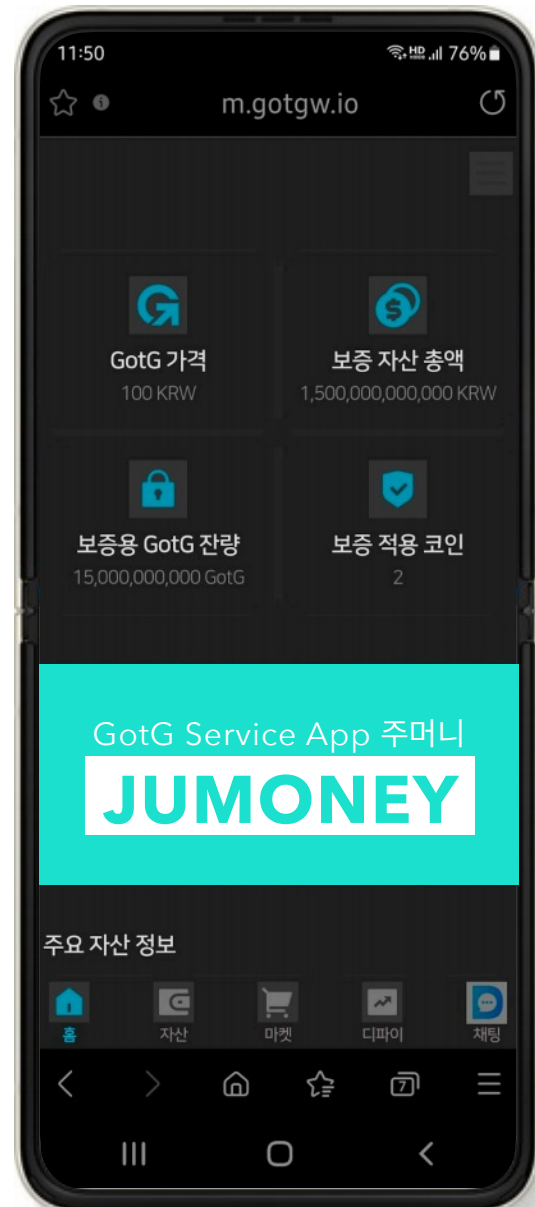 11:50
76%
m.gotgw.io
GotG 가격
보증 자산 총액
100 KRW
1,500,000,000,000 KRW
보증용 GotG 잔량
보증 적용 코인
15,000,000,000 GotG
2
GotG Service App 주머니
JUMONEY
주요 자산 정보
홈
자산
마켓
디파이
채팅
7